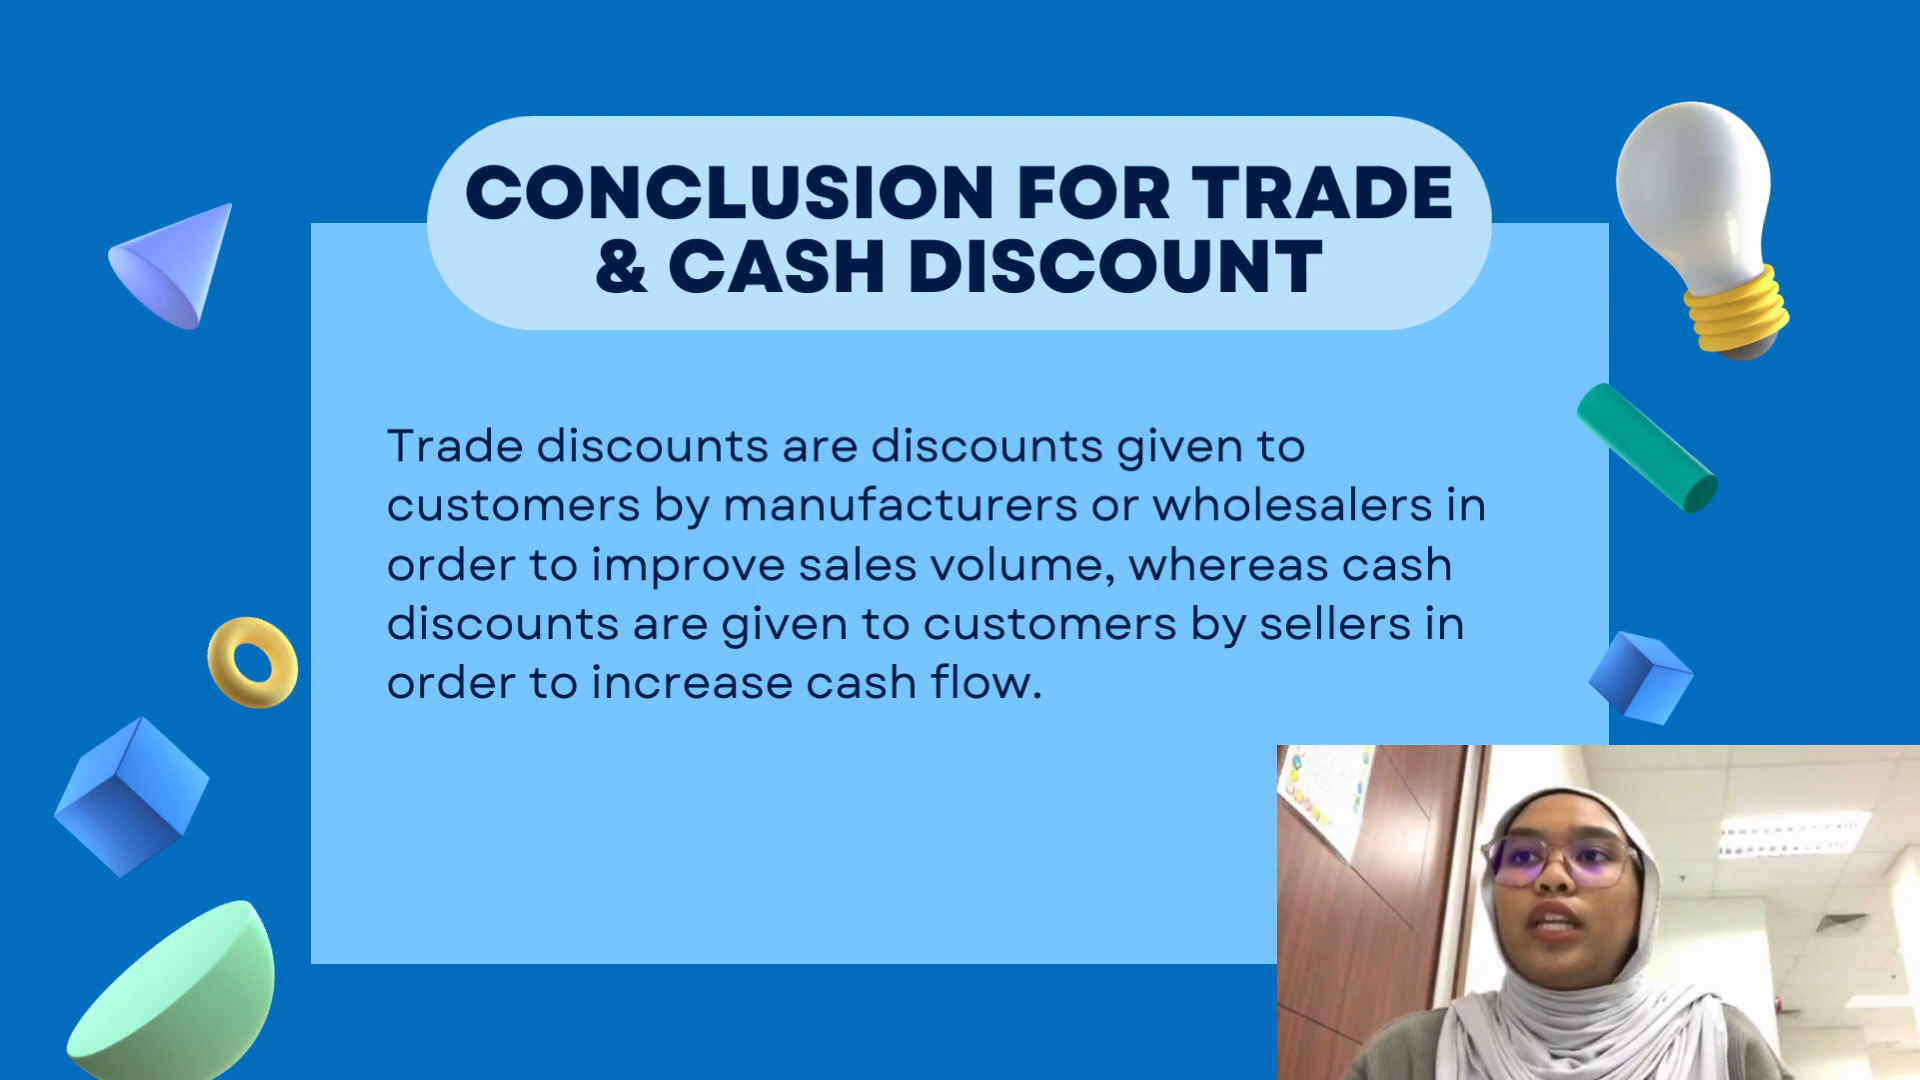 CONCLUSION FOR TRADE
& CASH DISCOUNT
Trade discounts are discounts given to
customers by manufacturers or wholesalers in
order to improve sales volume, whereas cash
discounts are given to customers by sellers in
order to increase cash flow.